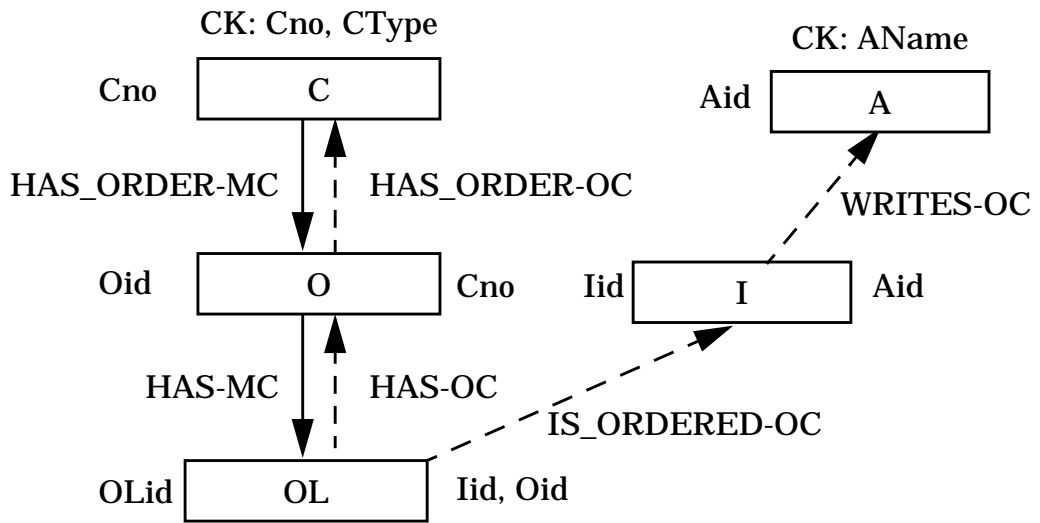 CK: Cno, CType
CK: AName
Cno C
Aid A
HAS_ORDER-MC HAS_ORDER-OC
WRITES-OC
Oid O Cno
Iid I Aid
HAS-MC HAS-OC
IS_ORDERED-OC
OLid OL Iid, Oid